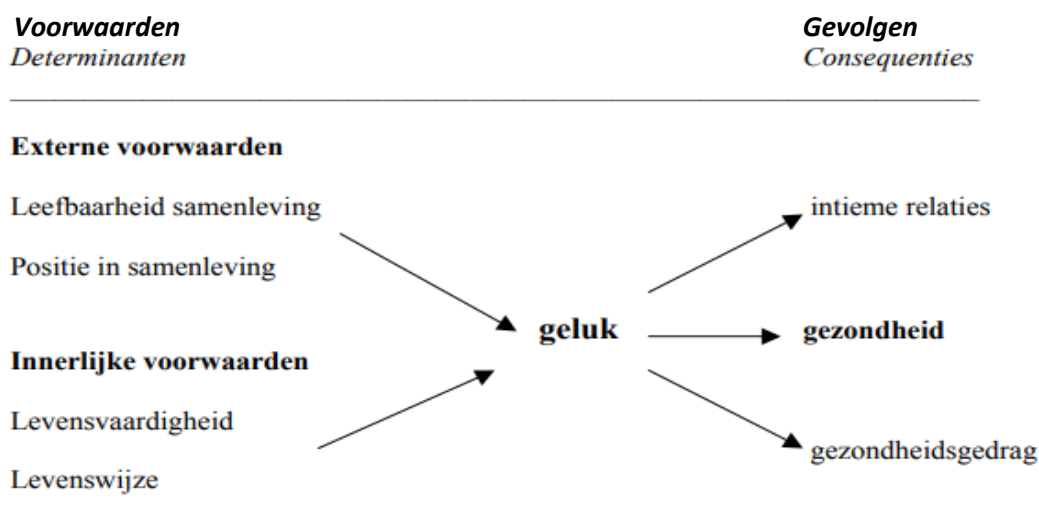 Voorwaarden Gevolgen
Determinanten Consequenties
Externe voorwaarden
Leefbaarheid samenleving intieme relaties
Positie in samenleving
geluk gezondheid
Innerlijke voorwaarden
Levensvaardigheid
gezondheidsgedrag
Levenswijze